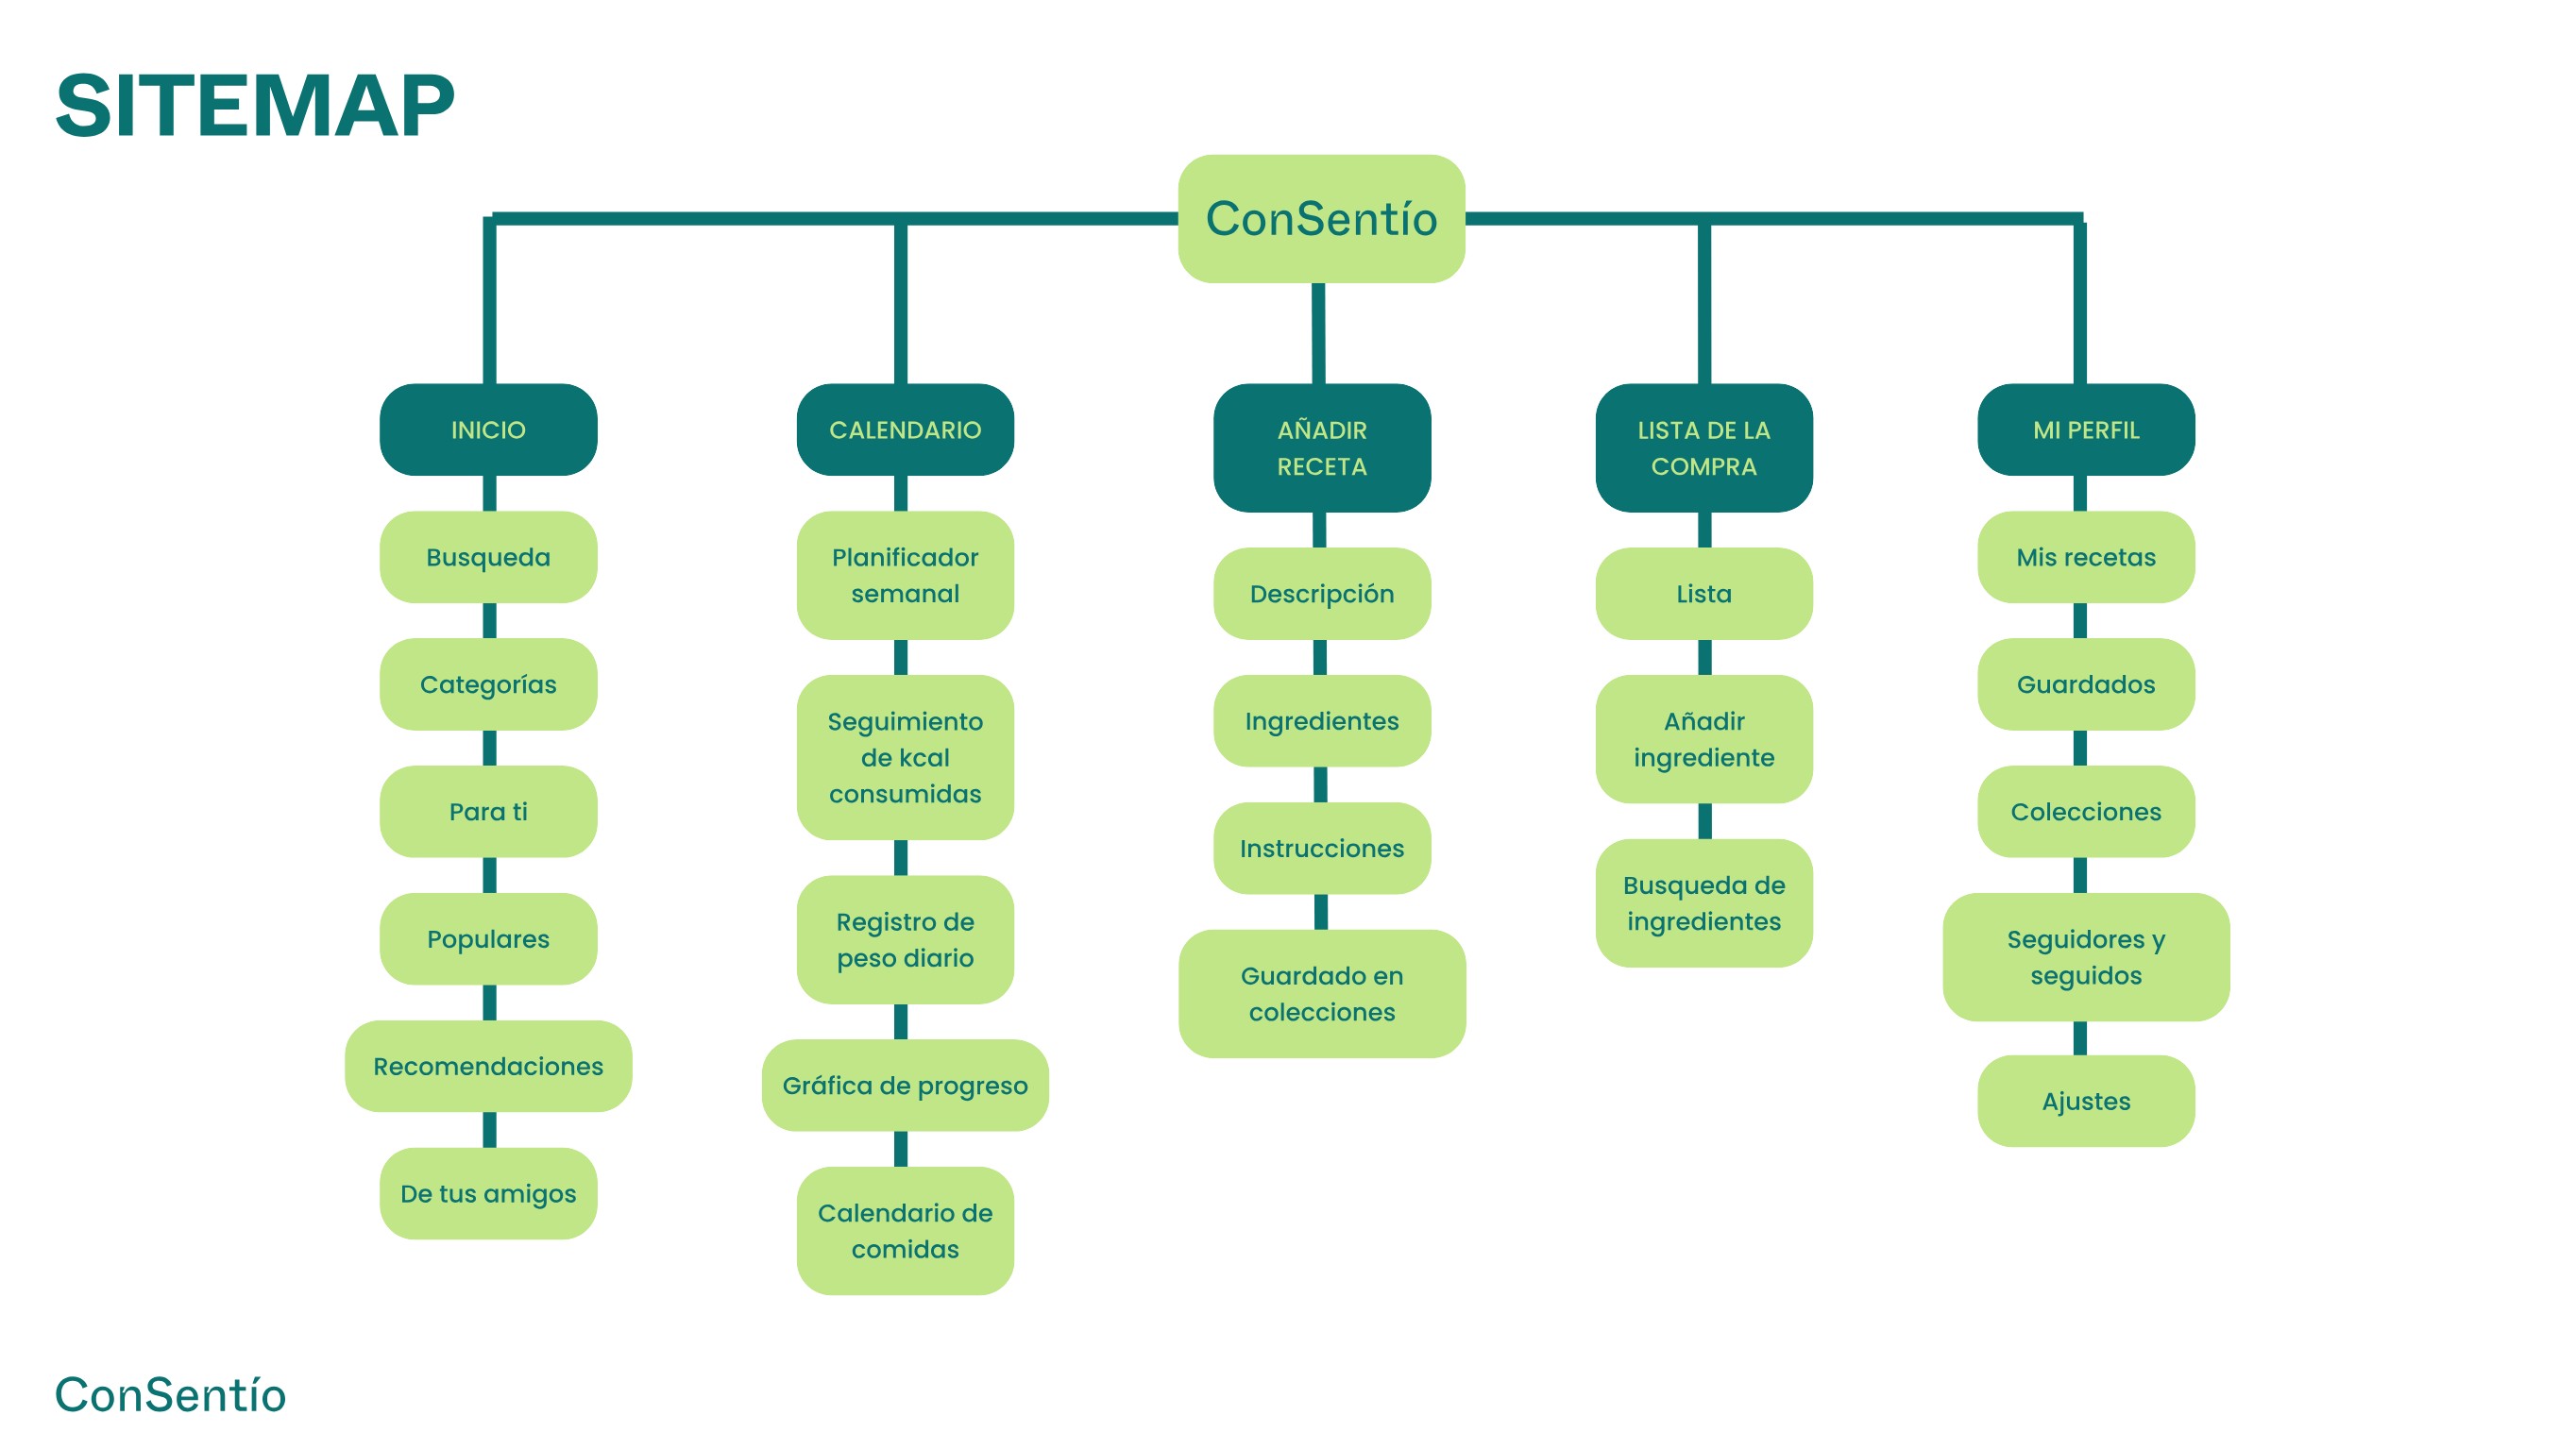 SITEMAP
ConSentío
INICIO
Busqueda
Categorías
Para ti
Populares
Recomendaciones
De tus amigos
CALENDARIO
Planificador
semanal
Seguimiento
de kcal
consumidas
Registro de
peso diario
Gráfica de progreso
Calendario de
comidas
AÑADIR
RECETA
Descripción
Ingredientes
Instrucciones
Guardado en
colecciones
LISTA DE LA
COMPRA
Lista
Añadir
ingrediente
Busqueda de
ingredientes
MI PERFIL
Mis recetas
Guardados
Colecciones
Seguidores y
seguidos
Ajustes
ConSentío